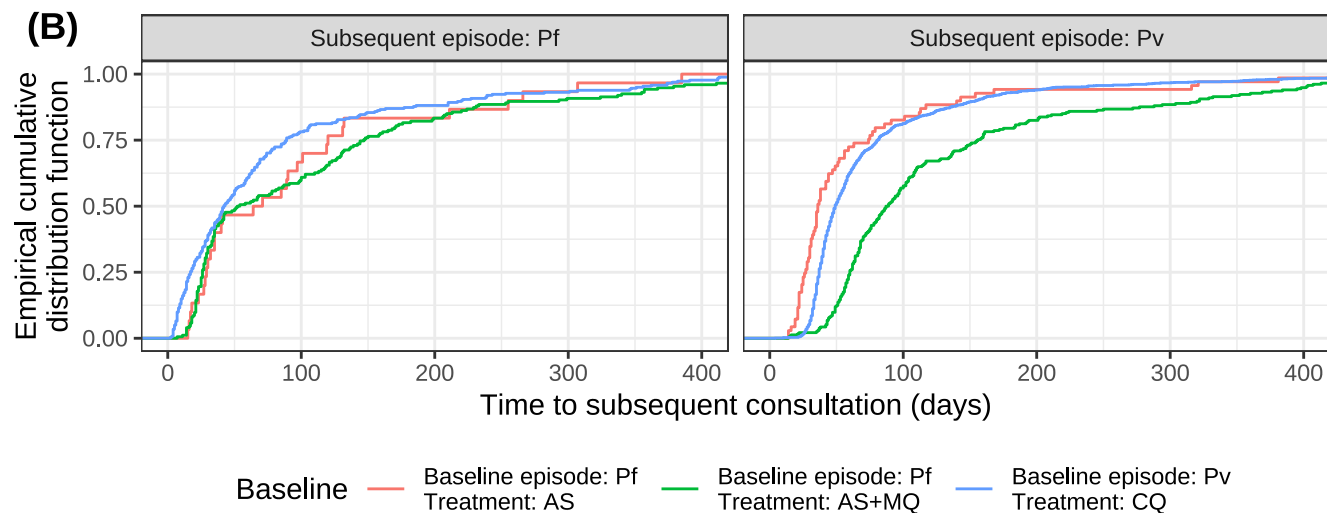 (B)
Subsequent episode: Pf
Subsequent episode: Pv
Empirical cumulative
distribution function
1.00
0.75
0.50
0.25
0.00
0 100 200 300 400
0 100 200 300 400
Time to subsequent consultation (days)
Baseline
Baseline episode: Pf
Treatment: AS
Baseline episode: Pf
Treatment: AS+MQ
Baseline episode: Pv
Treatment: CQ